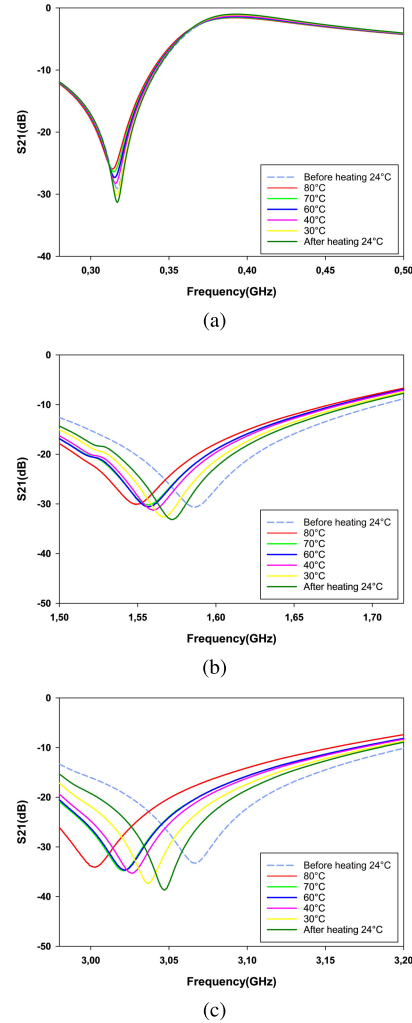 (a)
0
-10
-20
-30
-40
S21(dB)
Before heating 24°C
80°C
70°C
60°C
40°C
30°C
After heating 24°C
0,30 0,35 0,40 0,45 0,50
Frequency(GHz)
(a)
0
-10
-20
-30
-40
-50
S21(dB)
Before heating 24°C
80°C
70°C
60°C
40°C
30°C
After heating 24°C
1,50 1,55 1,60 1,65 1,70
Frequency(GHz)
(b)
0
-10
-20
-30
-40
-50
S21(dB)
Before heating 24°C
80°C
70°C
60°C
40°C
30°C
After heating 24°C
3,00 3,05 3,10 3,15 3,20
Frequency(GHz)
(c)